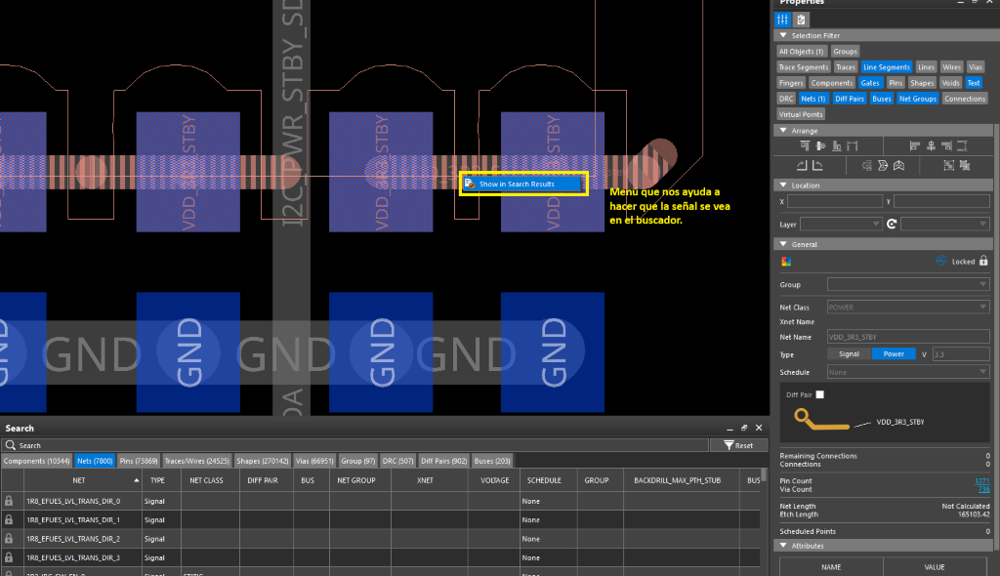 Properties
Selection Filter
All Objects (1) Groups
Trace Segments Traces Line Segments Lines Wires Vias
Fingers Components Gates Pins Shapes Voids Text
DRC Nets (1) Diff Pairs Buses Net Groups Connections
Virtual Points
Arrange
Location
X Y
Layer
General
Locked
Group
Net Class POWER
Xnet Name
Net Name VDD_3R3_STBY
Type Signal Power V 3.3
Schedule None
Diff Pair
VDD_3R3_STBY
Remaining Connections 0
Connections 0
Pin Count 1271
Via Count 736
Net Length Not Calculated
Etch Length 165103.42
Scheduled Points 0
Attributes
NAME VALUE
I2C_PWR_STBY_SD
VDD_3R3_STBY
VDD_3R3_STBY
VDD_3R3_STBY
Show in Search Results
Menú que nos ayuda a
hacer que la señal se vea
en el buscador.
GND GND GND GND GND GND
DA
Search
Search Reset
Components (10344) Nets (7800) Pins (73869) Traces/Wires (24525) Shapes (270142) Vias (66951) Group (97) DRC (507) Diff Pairs (902) Buses (203)
NET TYPE NET CLASS DIFF PAIR BUS NET GROUP XNET VOLTAGE SCHEDULE GROUP BACKDRILL_MAX_PTH_STUB BUS
1R8_EFUES_LVL_TRANS_DIR_0 Signal None
1R8_EFUES_LVL_TRANS_DIR_1 Signal None
1R8_EFUES_LVL_TRANS_DIR_2 Signal None
1R8_EFUES_LVL_TRANS_DIR_3 Signal None